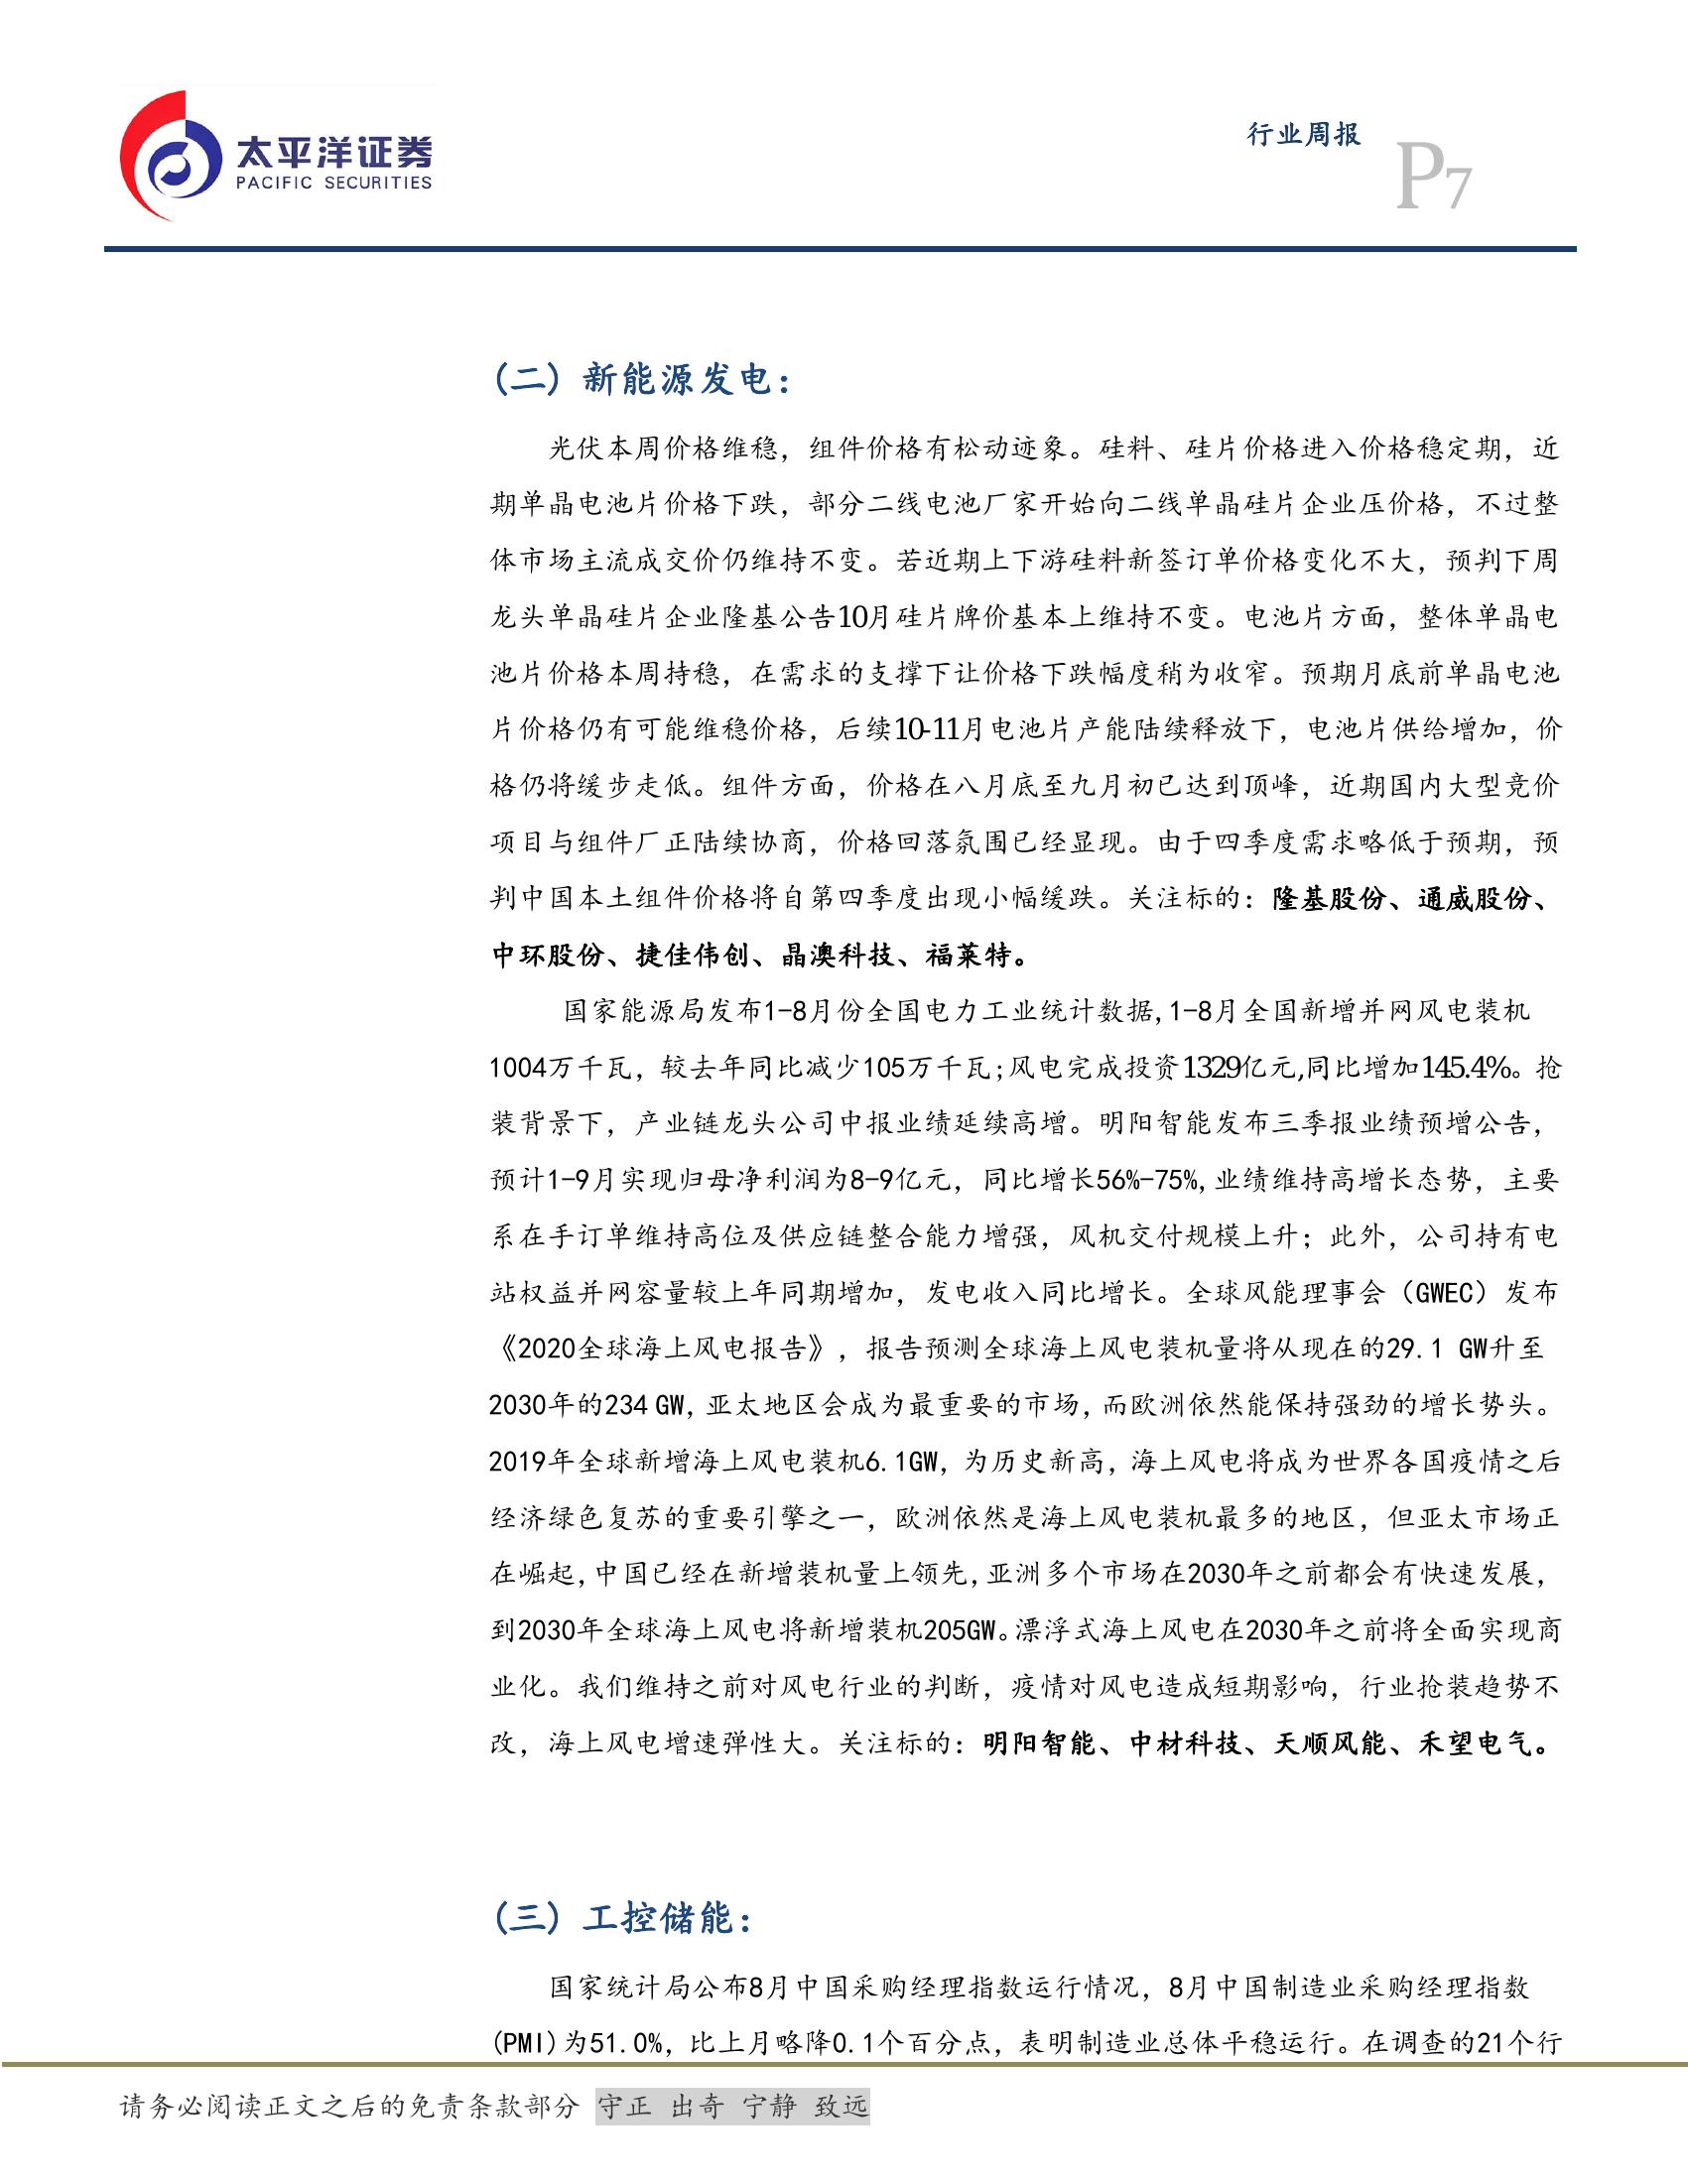 太平洋证券
PACIFIC SECURITIES
行业周报
P7
(二) 新能源发电：
光伏本周价格维稳，组件价格有松动迹象。硅料、硅片价格进入价格稳定期，近
期单晶电池片价格下跌，部分二线电池厂家开始向二线单晶硅片企业压价格，不过整
体市场主流成交价仍维持不变。若近期上下游硅料新签订单价格变化不大，预判下周
龙头单晶硅片企业隆基公告10月硅片牌价基本上维持不变。电池片方面，整体单晶电
池片价格本周持稳，在需求的支撑下让价格下跌幅度稍为收窄。预期月底前单晶电池
片价格仍有可能维稳价格，后续10-11月电池片产能陆续释放下，电池片供给增加，价
格仍将缓步走低。组件方面，价格在八月底至九月初已达到顶峰，近期国内大型竞价
项目与组件厂正陆续协商，价格回落氛围已经显现。由于四季度需求略低于预期，预
判中国本土组件价格将自第四季度出现小幅缓跌。关注标的：隆基股份、通威股份、
中环股份、捷佳伟创、晶澳科技、福莱特。
国家能源局发布1-8月份全国电力工业统计数据,1-8月全国新增并网风电装机
1004万千瓦，较去年同比减少105万千瓦;风电完成投资1329亿元,同比增加145.4%。抢
装背景下，产业链龙头公司中报业绩延续高增。明阳智能发布三季报业绩预增公告，
预计1-9月实现归母净利润为8-9亿元，同比增长56%-75%,业绩维持高增长态势，主要
系在手订单维持高位及供应链整合能力增强，风机交付规模上升；此外，公司持有电
站权益并网容量较上年同期增加，发电收入同比增长。全球风能理事会（GWEC）发布
《2020全球海上风电报告》，报告预测全球海上风电装机量将从现在的29.1 GW升至
2030年的234 GW,亚太地区会成为最重要的市场,而欧洲依然能保持强劲的增长势头。
2019年全球新增海上风电装机6.1GW，为历史新高,海上风电将成为世界各国疫情之后
经济绿色复苏的重要引擎之一，欧洲依然是海上风电装机最多的地区，但亚太市场正
在崛起,中国已经在新增装机量上领先,亚洲多个市场在2030年之前都会有快速发展，
到2030年全球海上风电将新增装机205GW。漂浮式海上风电在2030年之前将全面实现商
业化。我们维持之前对风电行业的判断，疫情对风电造成短期影响，行业抢装趋势不
改，海上风电增速弹性大。关注标的：明阳智能、中材科技、天顺风能、禾望电气。
(三) 工控储能：
国家统计局公布8月中国采购经理指数运行情况，8月中国制造业采购经理指数
(PMI)为51.0%，比上月略降0.1个百分点，表明制造业总体平稳运行。在调查的21个行
请务必阅读正文之后的免责条款部分 守正 出奇 宁静 致远